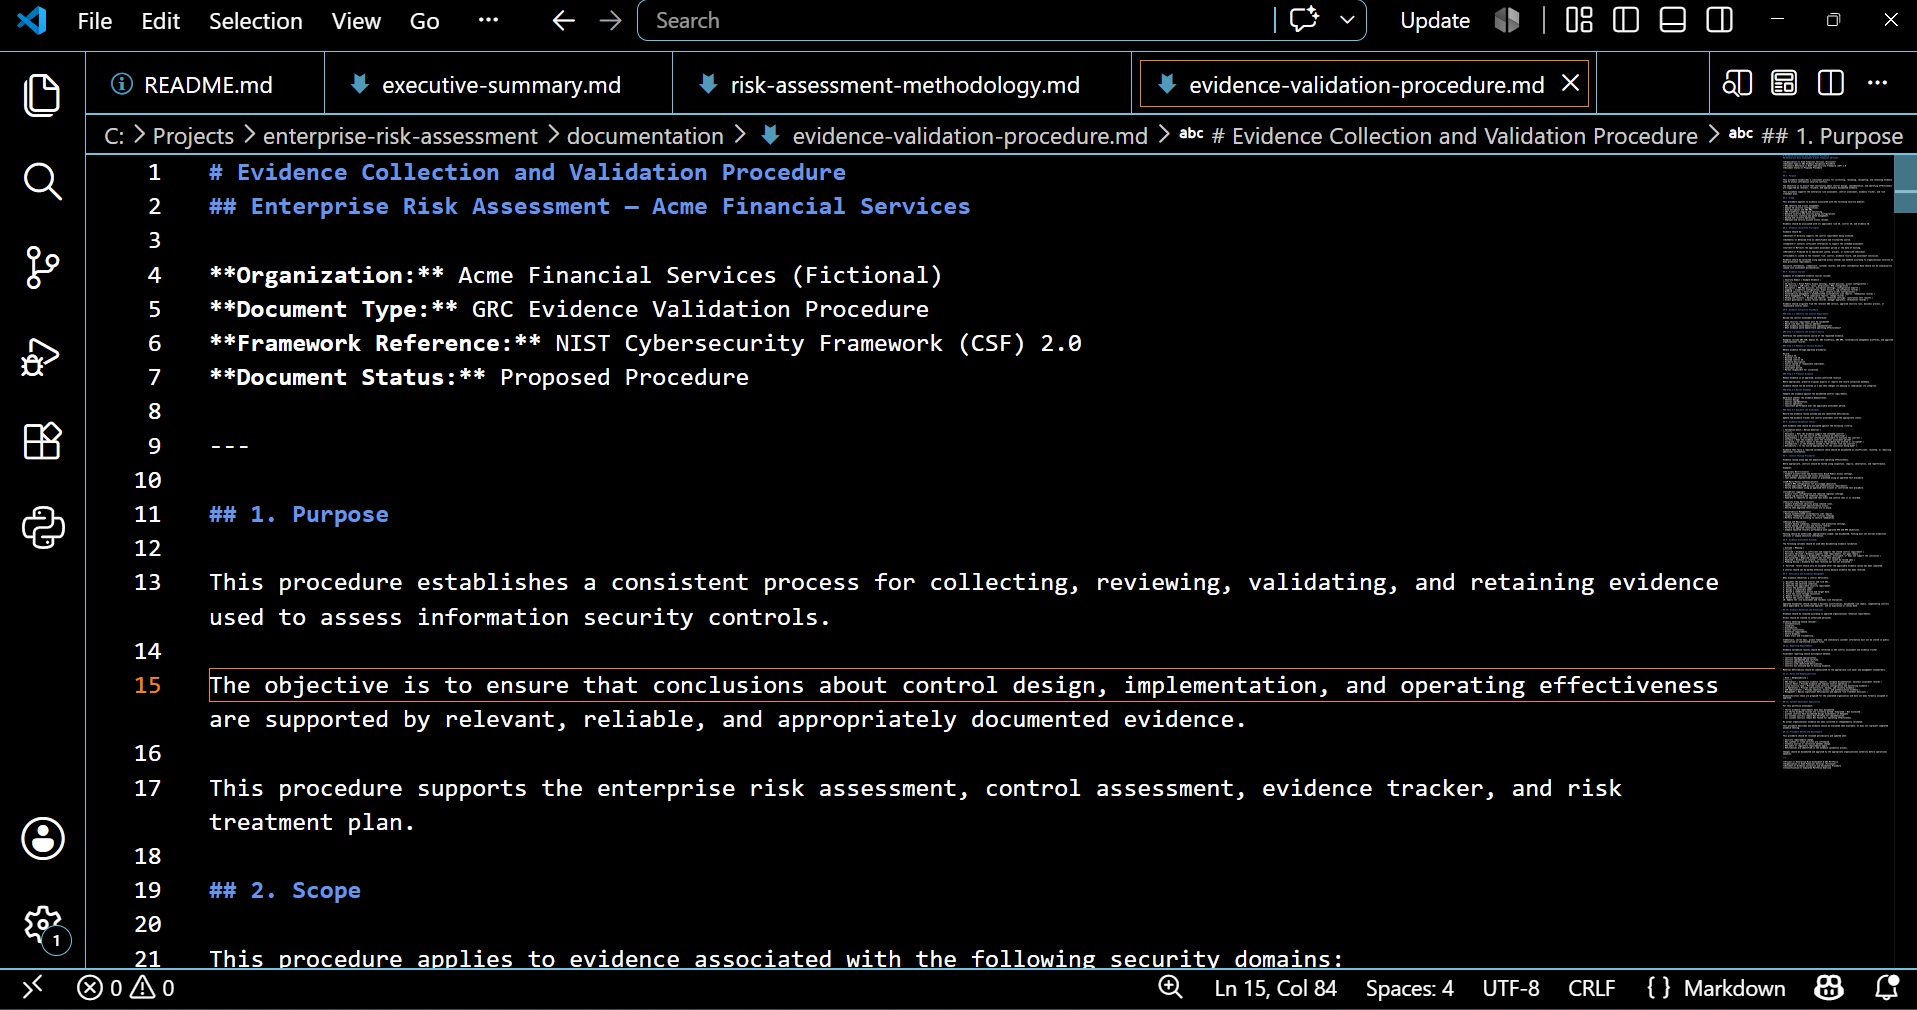 File Edit Selection View Go ··· Search Update
README.md executive-summary.md risk-assessment-methodology.md evidence-validation-procedure.md
C: > Projects > enterprise-risk-assessment > documentation > evidence-validation-procedure.md > abc # Evidence Collection and Validation Procedure > abc ## 1. Purpose
1 # Evidence Collection and Validation Procedure
2 ## Enterprise Risk Assessment — Acme Financial Services
3
4 **Organization:** Acme Financial Services (Fictional)
5 **Document Type:** GRC Evidence Validation Procedure
6 **Framework Reference:** NIST Cybersecurity Framework (CSF) 2.0
7 **Document Status:** Proposed Procedure
8
9 ---
10
11 ## 1. Purpose
12
13 This procedure establishes a consistent process for collecting, reviewing, validating, and retaining evidence
used to assess information security controls.
14
15 The objective is to ensure that conclusions about control design, implementation, and operating effectiveness
are supported by relevant, reliable, and appropriately documented evidence.
16
17 This procedure supports the enterprise risk assessment, control assessment, evidence tracker, and risk
treatment plan.
18
19 ## 2. Scope
20
21 This procedure applies to evidence associated with the following security domains:
1
0 0 Ln 15, Col 84 Spaces: 4 UTF-8 CRLF { } Markdown